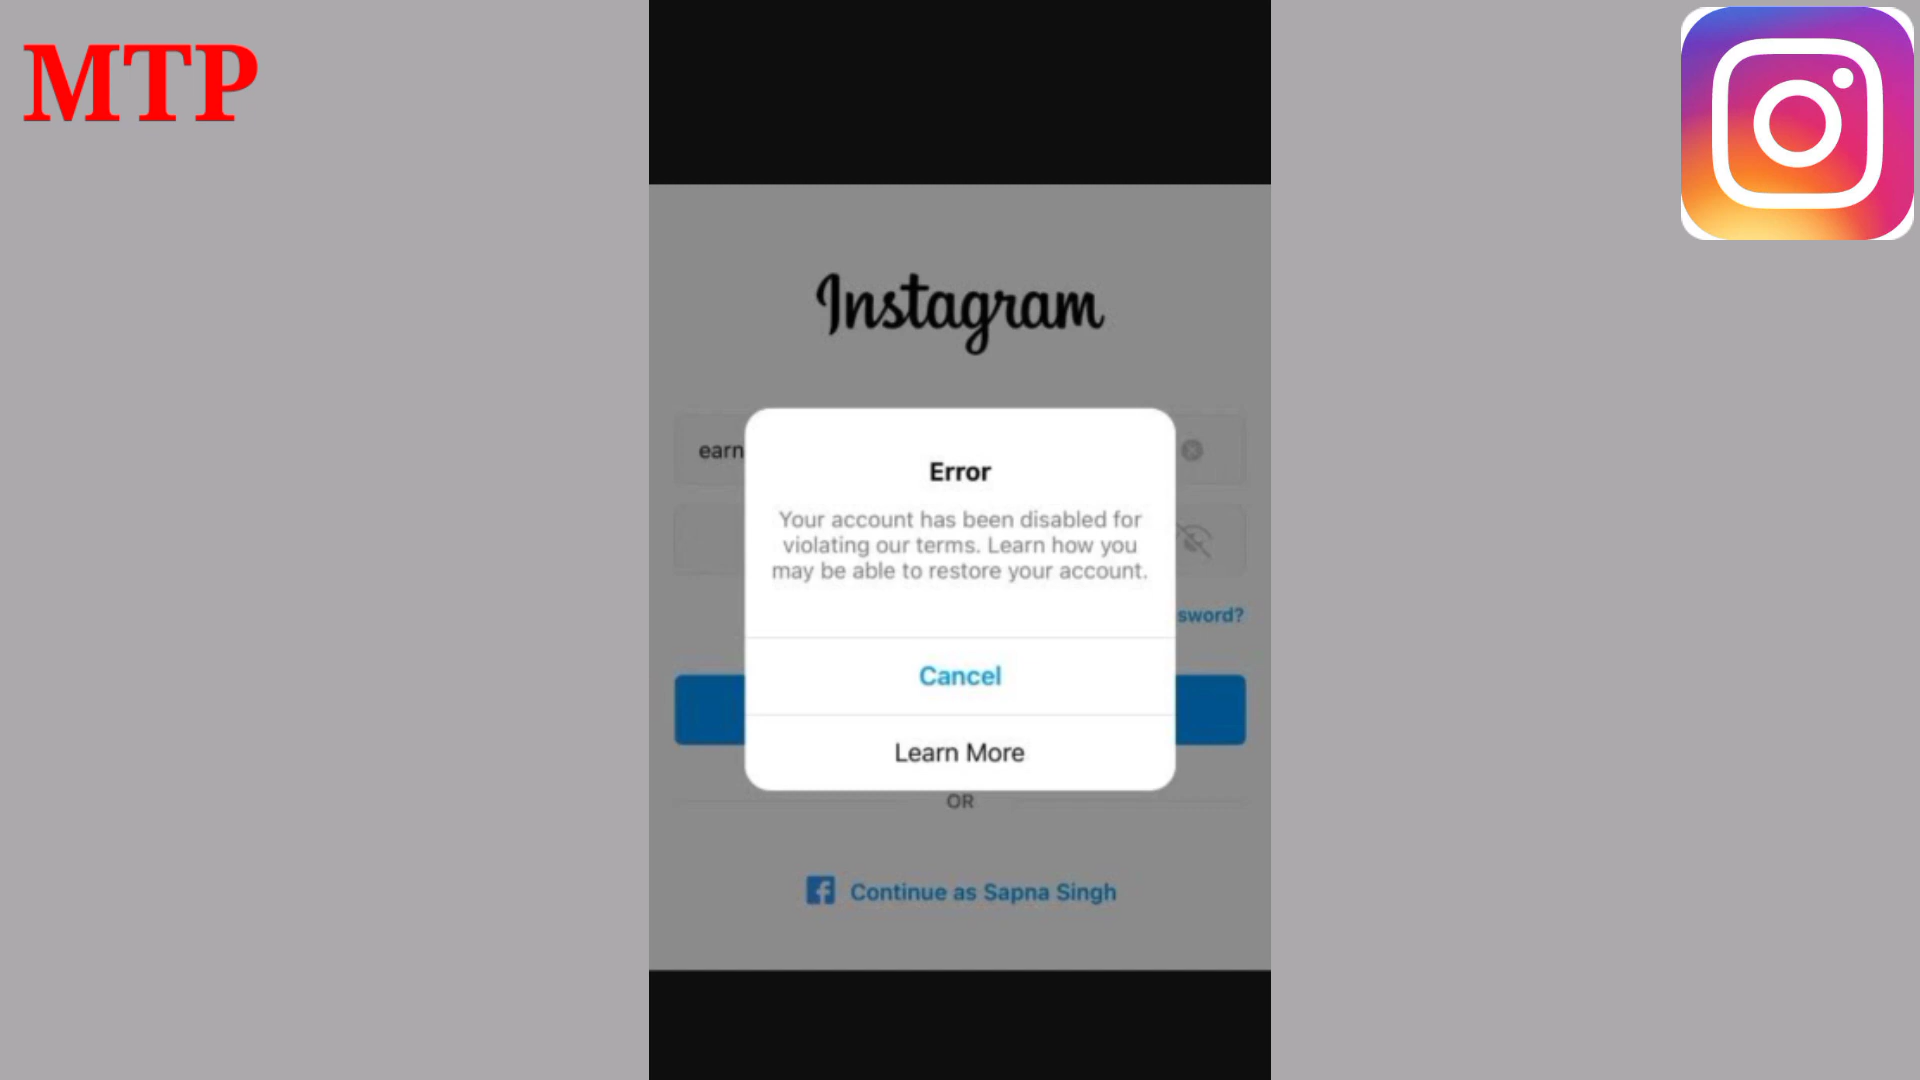 MTP
Instagram
earn
Error
Your account has been disabled for
violating our terms. Learn how you
may be able to restore your account.
sword?
Cancel
Learn More
OR
Continue as Sapna Singh